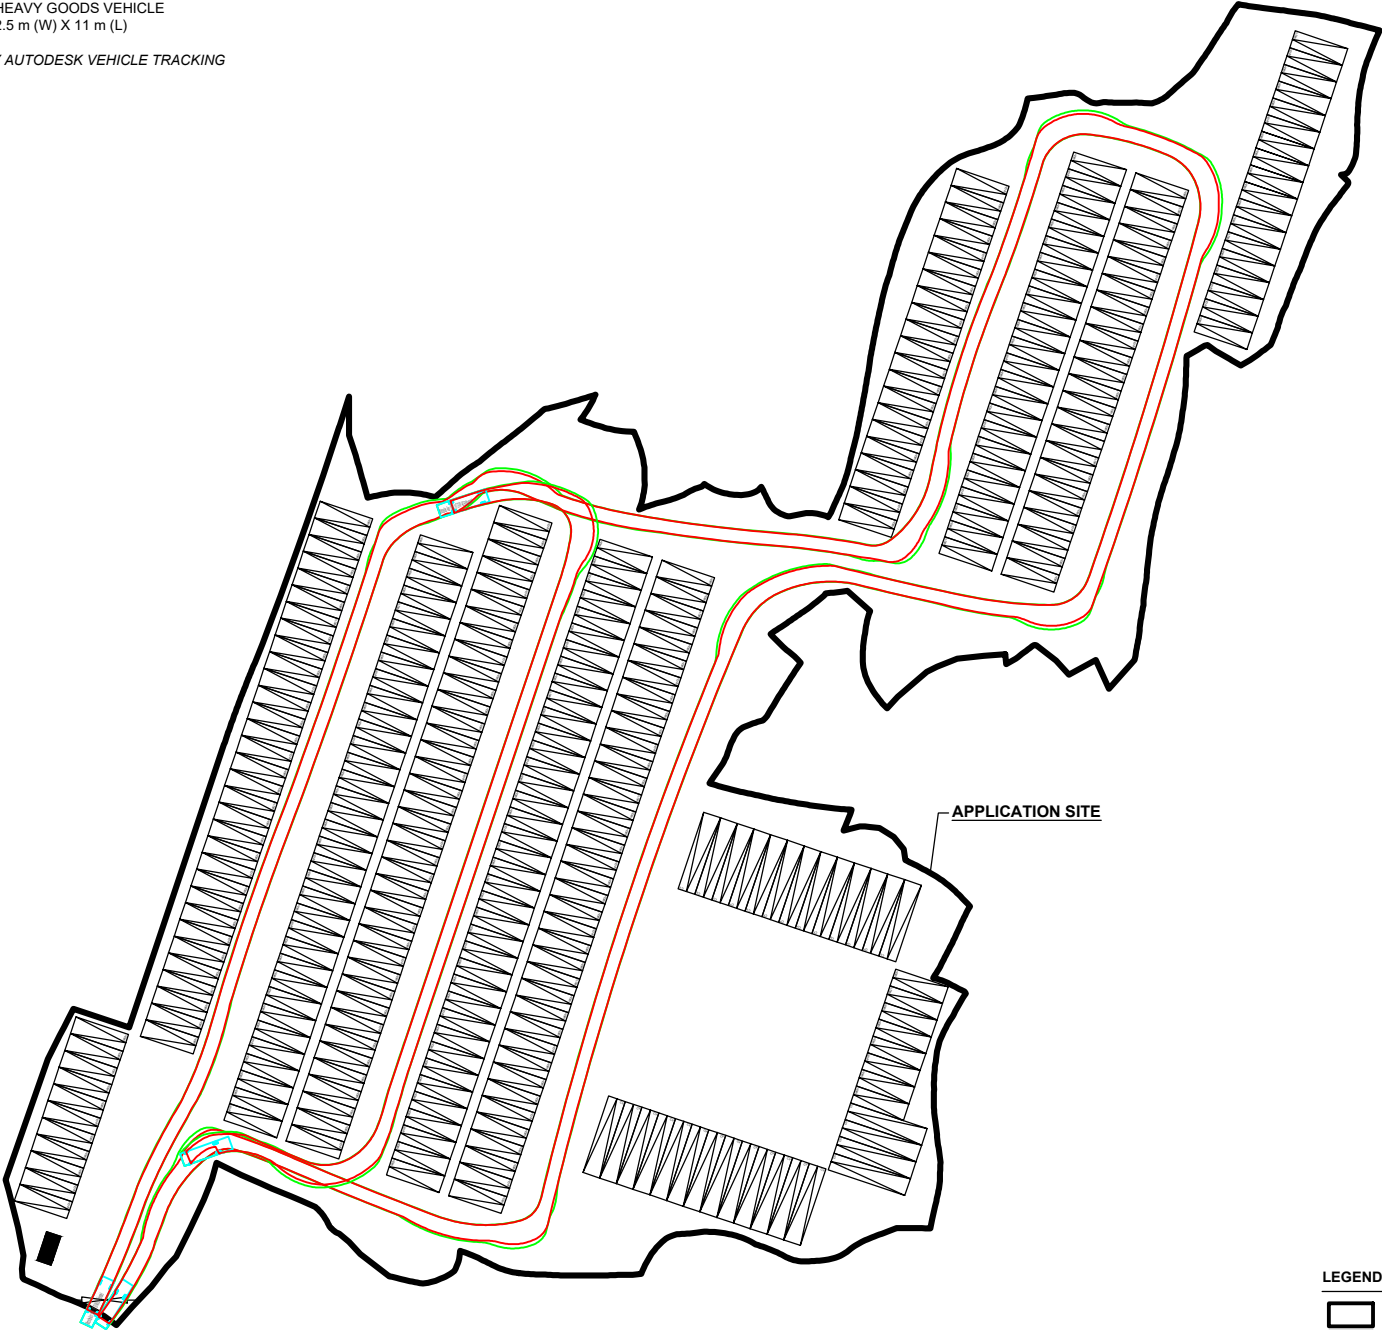 HEAVY GOODS VEHICLE
2.5 m (W) X 11 m (L)
AUTODESK VEHICLE TRACKING
APPLICATION SITE
LEGEND